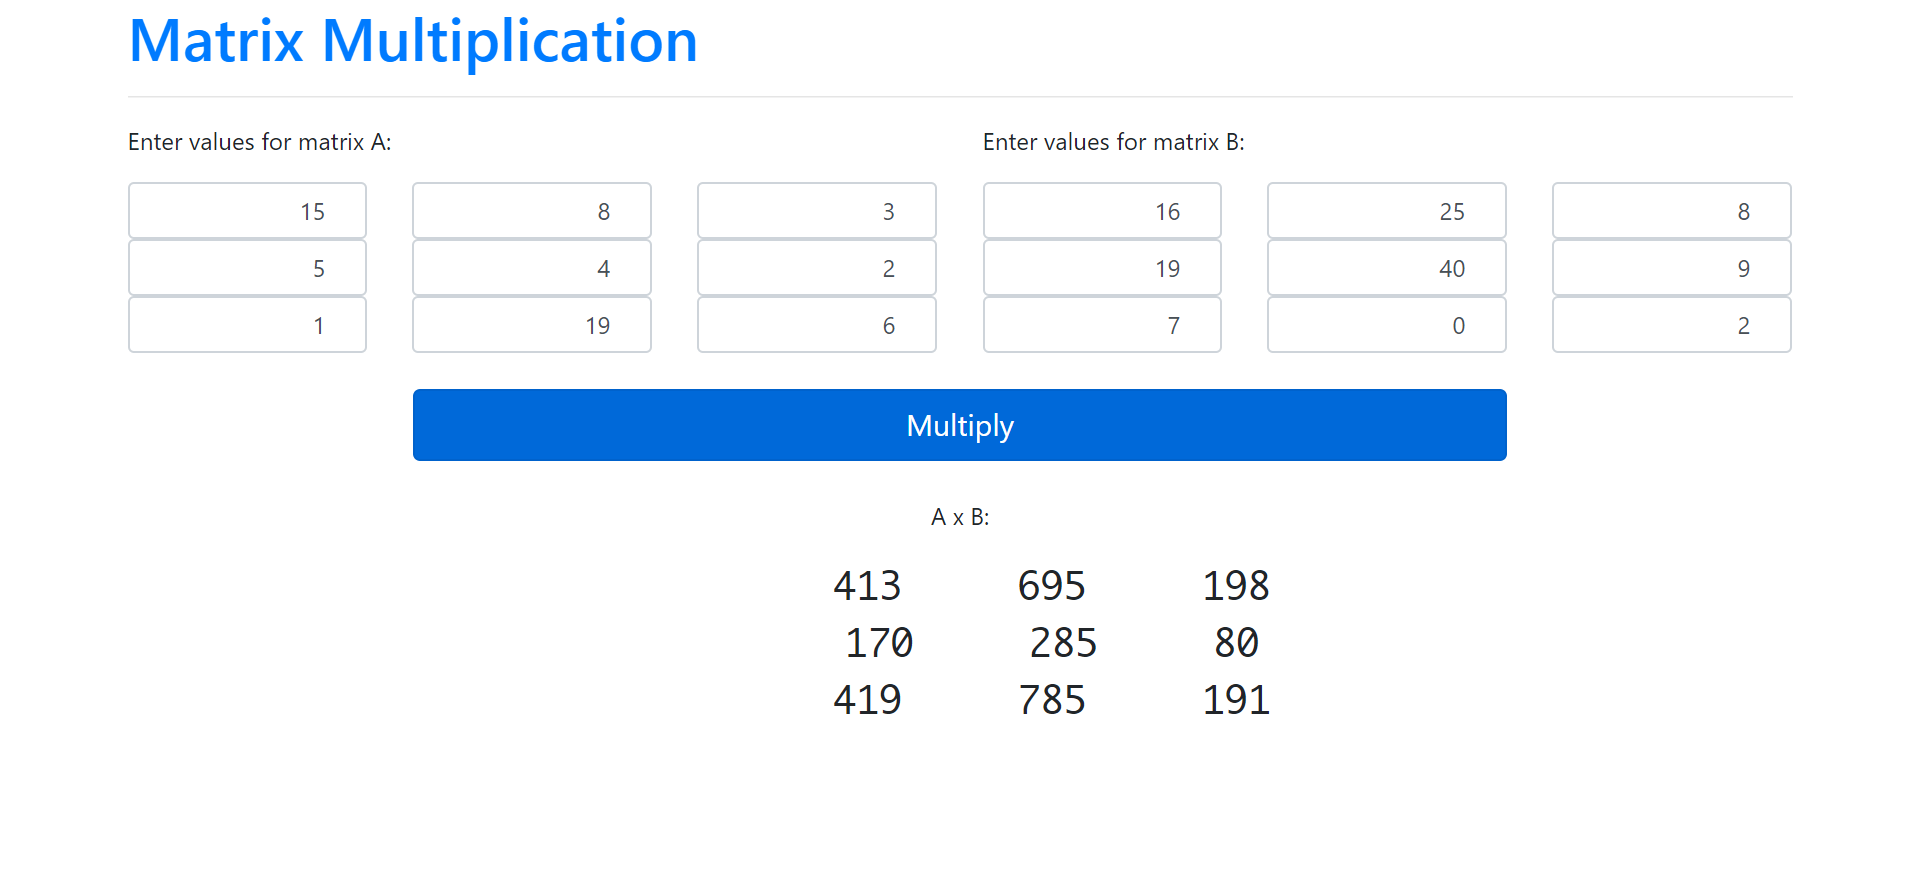 Matrix Multiplication
Enter values for matrix A: Enter values for matrix B:
15 8 3 16 25 8
5 4 2 19 40 9
1 19 6 7 0 2
Multiply
A x B:
413 695 198
170 285 80
419 785 191